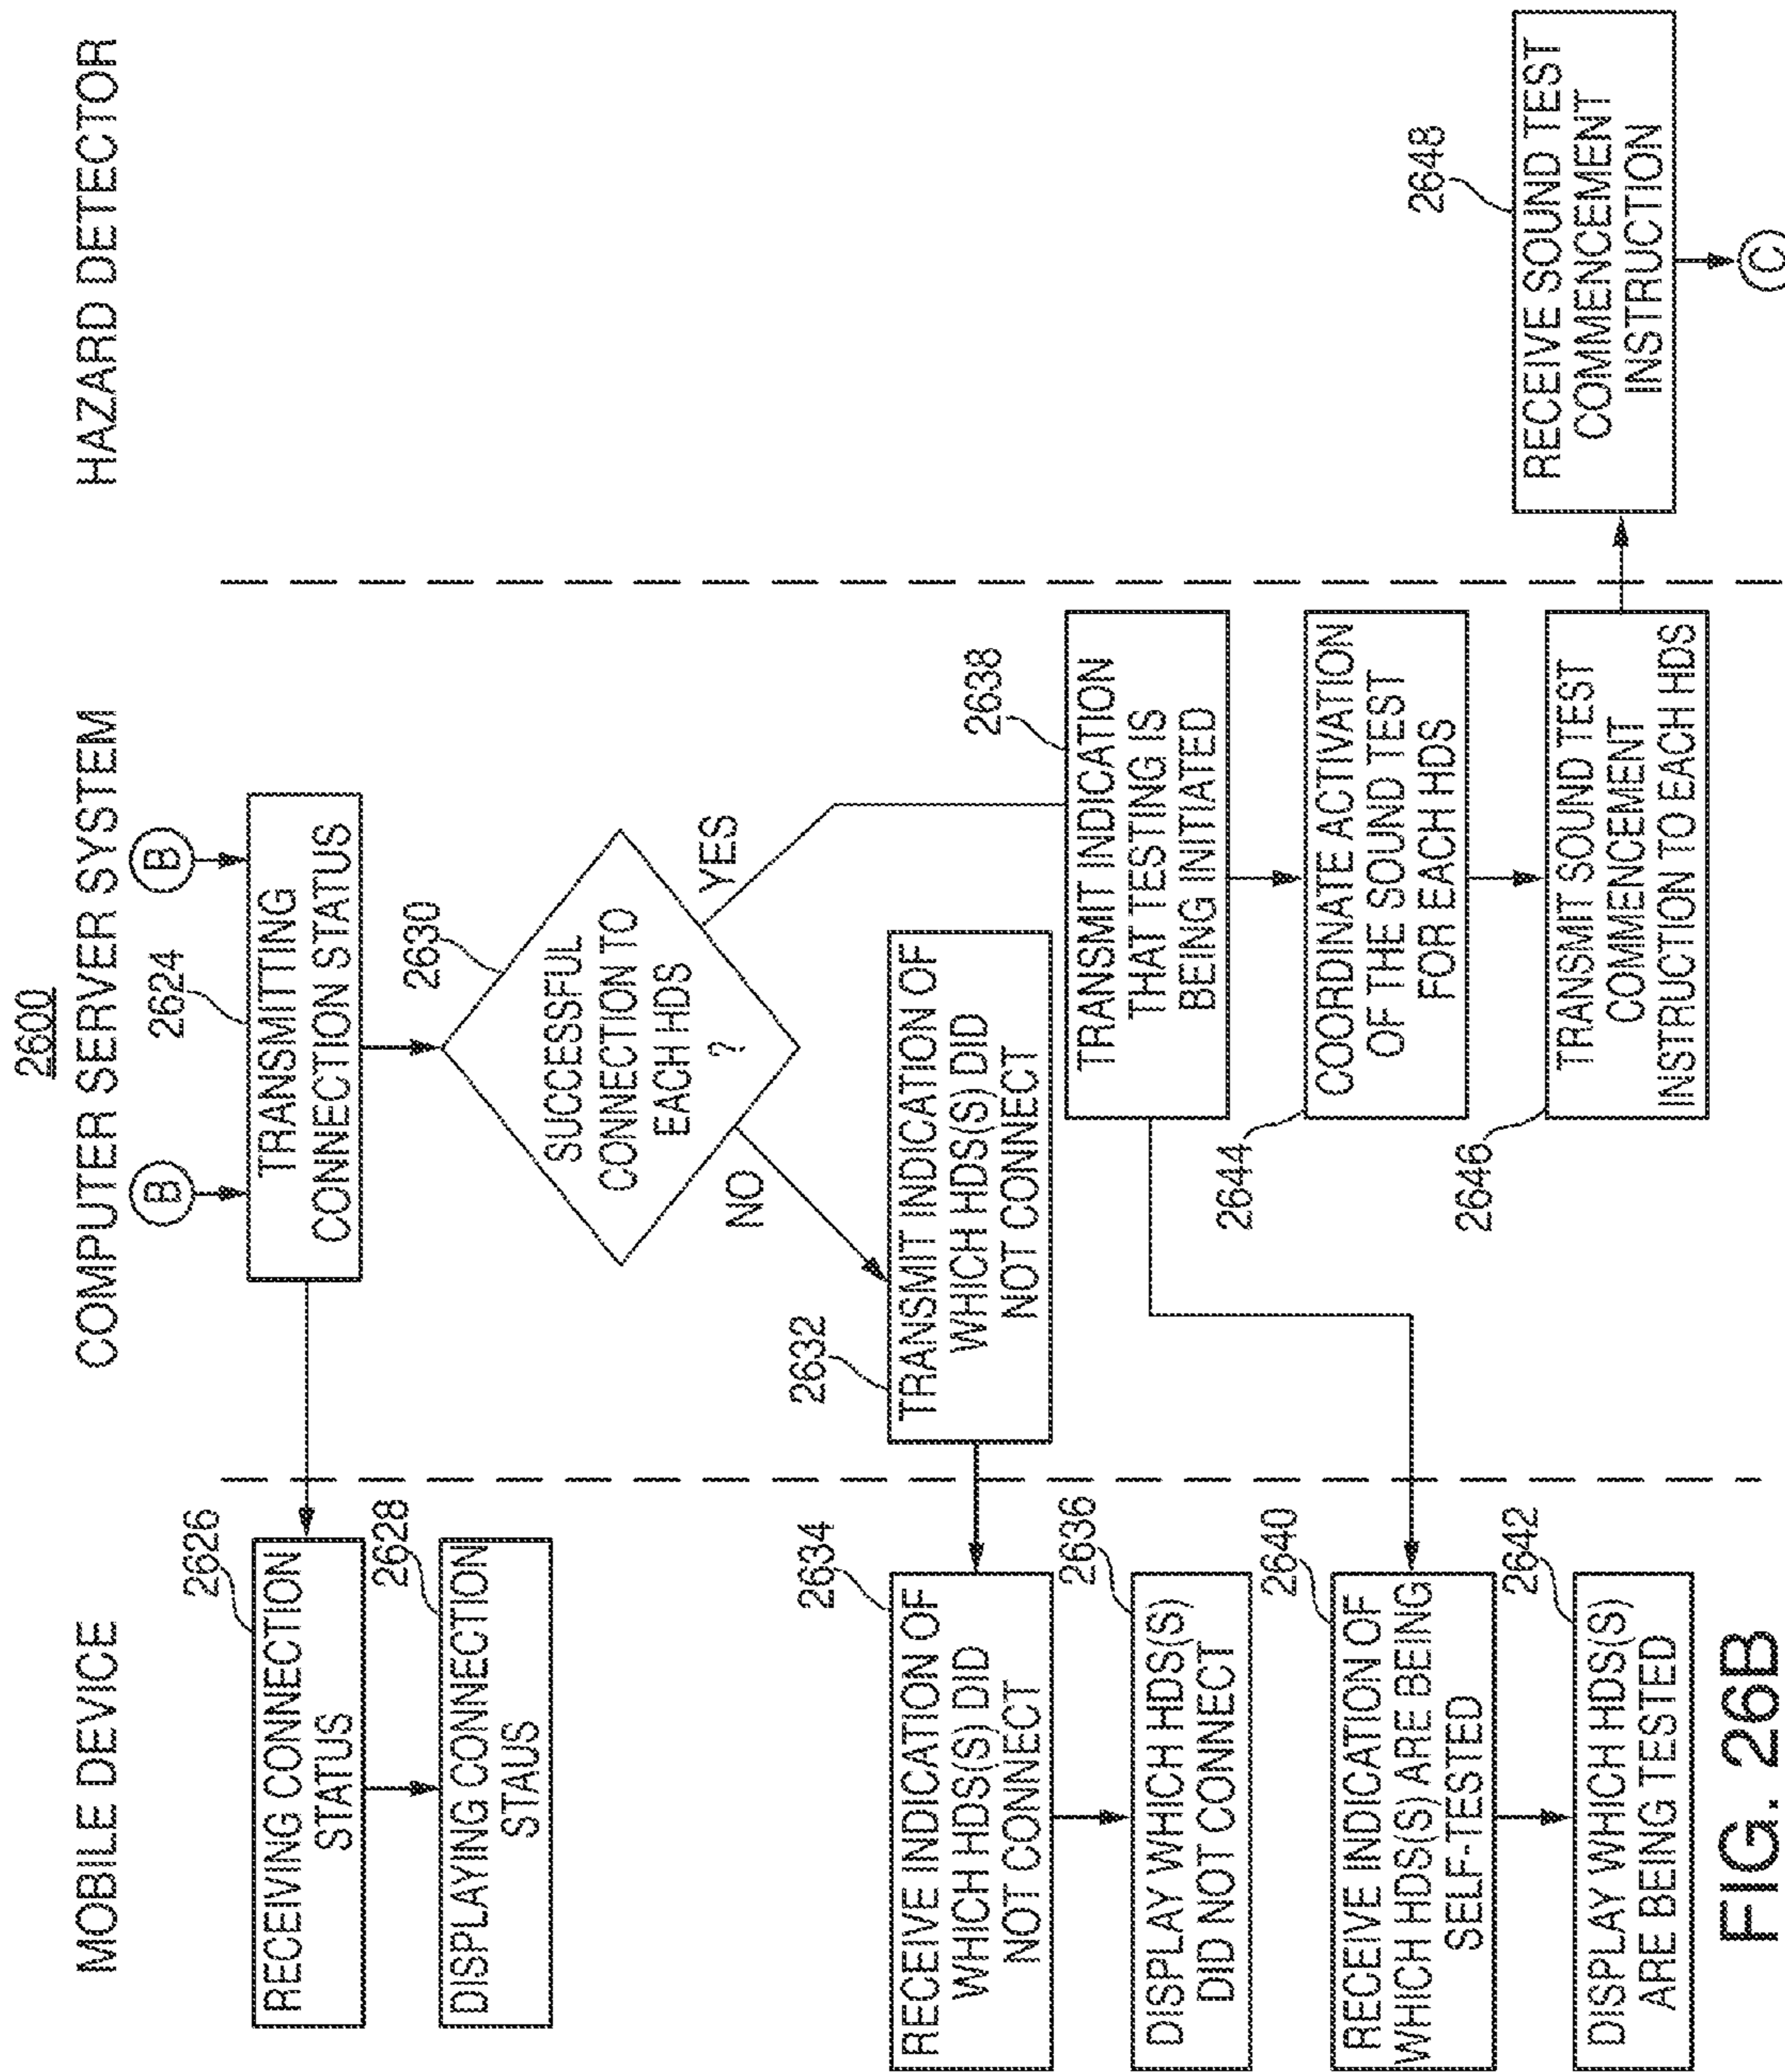 2600
MOBILE DEVICE
COMPUTER SERVER SYSTEM
HAZARD DETECTOR
B
B
2624
TRANSMITTING
CONNECTION STATUS
2626
RECEIVING CONNECTION
STATUS
2628
DISPLAYING CONNECTION
STAUS
2630
SUCCESSFUL
CONNECTION TO
EACH HDS
?
NO
YES
2632
TRANSMIT INDICATION OF
WHICH HDS(S) DID
NOT CONNECT
2634
RECEIVE INDICATION OF
WHICH HDS(S) DID
NOT CONNECT
2636
DISPLAY WHICH HDS(S)
DID NOT CONNECT
2638
TRANSMIT INDICATION
THAT TESTING IS
BEING INITIATED
2640
RECEIVE INDICATION OF
WHICH HDS(S) ARE BEING
SELF-TESTED
2642
DISPLAY WHICH HDS(S)
ARE BEING TESTED
2644
COORDINATE ACTIVATION
OF THE SOUND TEST
FOR EACH HDS
2646
TRANSMIT SOUND TEST
COMMENCEMENT
INSTRUCTION TO EACH HDS
2648
RECEIVE SOUND TEST
COMMENCEMENT
INSTRUCTION
C
FIG. 26B